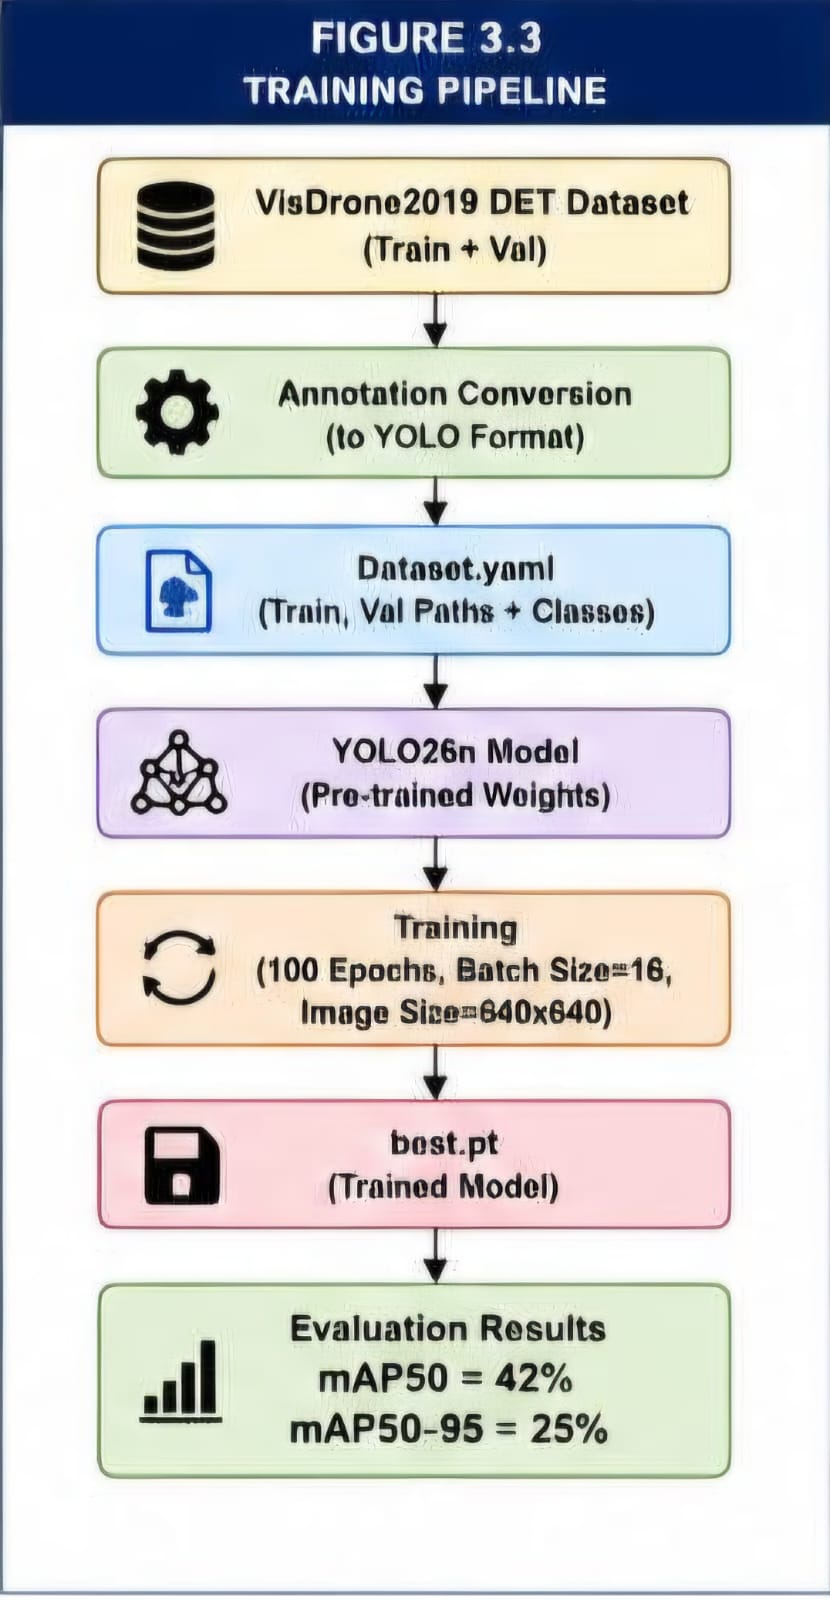 FIGURE 3.3
TRAINING PIPELINE
VisDrone2019 DET Dataset
(Train + Val)
Annotation Conversion
(to YOLO Format)
Dataset.yaml
(Train, Val Paths + Classes)
YOLO26n Model
(Pre-trained Weights)
Training
(100 Epochs, Batch Size=16,
Image Size=640x640)
best.pt
(Trained Model)
Evaluation Results
mAP50 = 42%
mAP50-95 = 25%